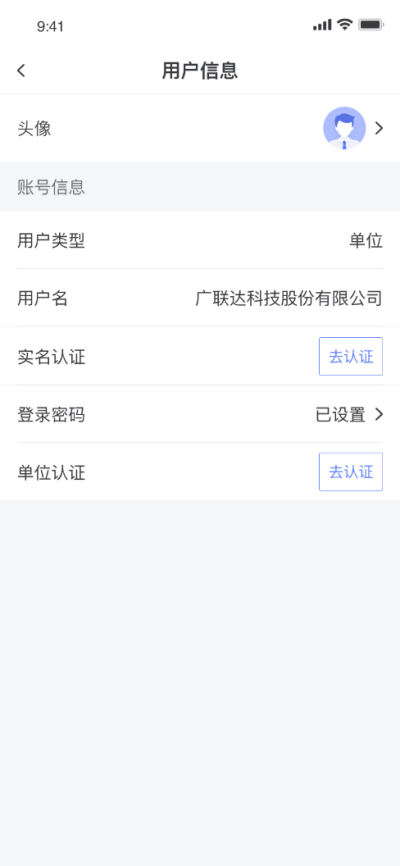 9:41
用户信息
头像
账号信息
用户类型 单位
用户名 广联达科技股份有限公司
实名认证 去认证
登录密码 已设置
单位认证 去认证